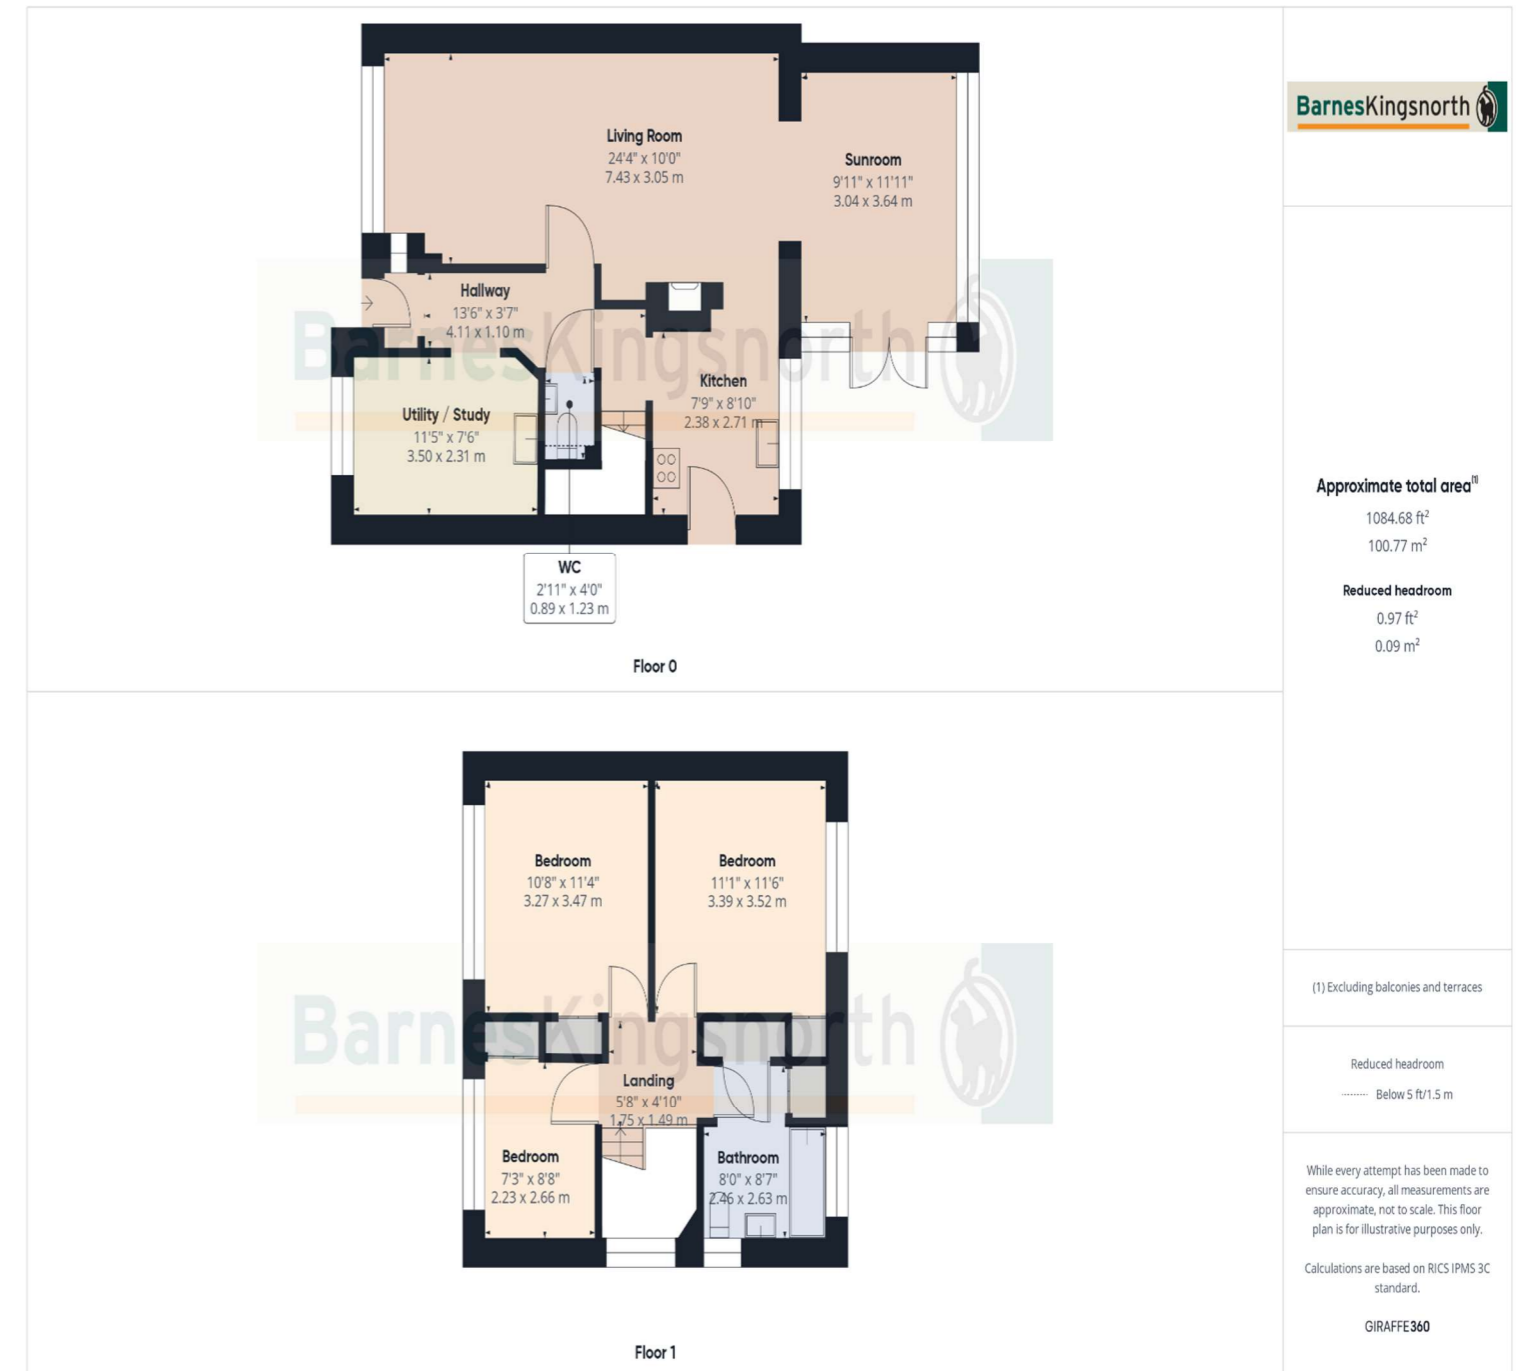 Living Room
24'4" x 10'0"
7.43 x 3.05 m
Sunroom
9'11" x 11'11"
3.04 x 3.64 m
Hallway
13'6" x 3'7"
4.11 x 1.10 m
Kitchen
7'9" x 8'10"
2.38 x 2.71 m
Utility / Study
11'5" x 7'6"
3.50 x 2.31 m
WC
2'11" x 4'0"
0.89 x 1.23 m
BarnesKingsnorth
Floor 0
Bedroom
10'8" x 11'4"
3.27 x 3.47 m
Bedroom
11'1" x 11'6"
3.39 x 3.52 m
Landing
5'8" x 4'10"
1.75 x 1.49 m
Bedroom
7'3" x 8'8"
2.23 x 2.66 m
Bathroom
8'0" x 8'7"
2.46 x 2.63 m
BarnesKingsnorth
Floor 1
BarnesKingsnorth
Approximate total area⁽¹⁾
1084.68 ft²
100.77 m²
Reduced headroom
0.97 ft²
0.09 m²
(1) Excluding balconies and terraces
Reduced headroom
Below 5 ft/1.5 m
While every attempt has been made to
ensure accuracy, all measurements are
approximate, not to scale. This floor
plan is for illustrative purposes only.
Calculations are based on RICS IPMS 3C
standard.
GIRAFFE360